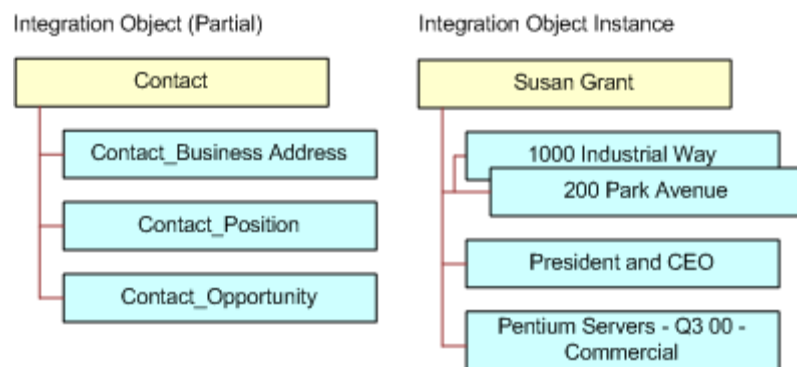 Integration Object (Partial)
Contact
Contact_Business Address
Contact_Position
Contact_Opportunity
Integration Object Instance
Susan Grant
1000 Industrial Way
200 Park Avenue
President and CEO
Pentium Servers - Q3 00 -
Commercial